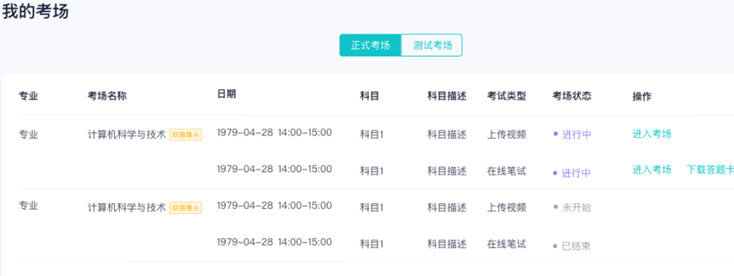 我的考场
正式考场 测试考场
专业 考场名称 日期 科目 科目描述 考试类型 考场状态 操作
专业 计算机科学与技术 双摄像头 1979-04-28 14:00-15:00 科目1 科目描述 上传视频 进行中 进入考场
1979-04-28 14:00-15:00 科目1 科目描述 在线笔试 进行中 进入考场 下载答题卡
专业 计算机科学与技术 双摄像头 1979-04-28 14:00-15:00 科目1 科目描述 上传视频 未开始
1979-04-28 14:00-15:00 科目1 科目描述 在线笔试 已结束